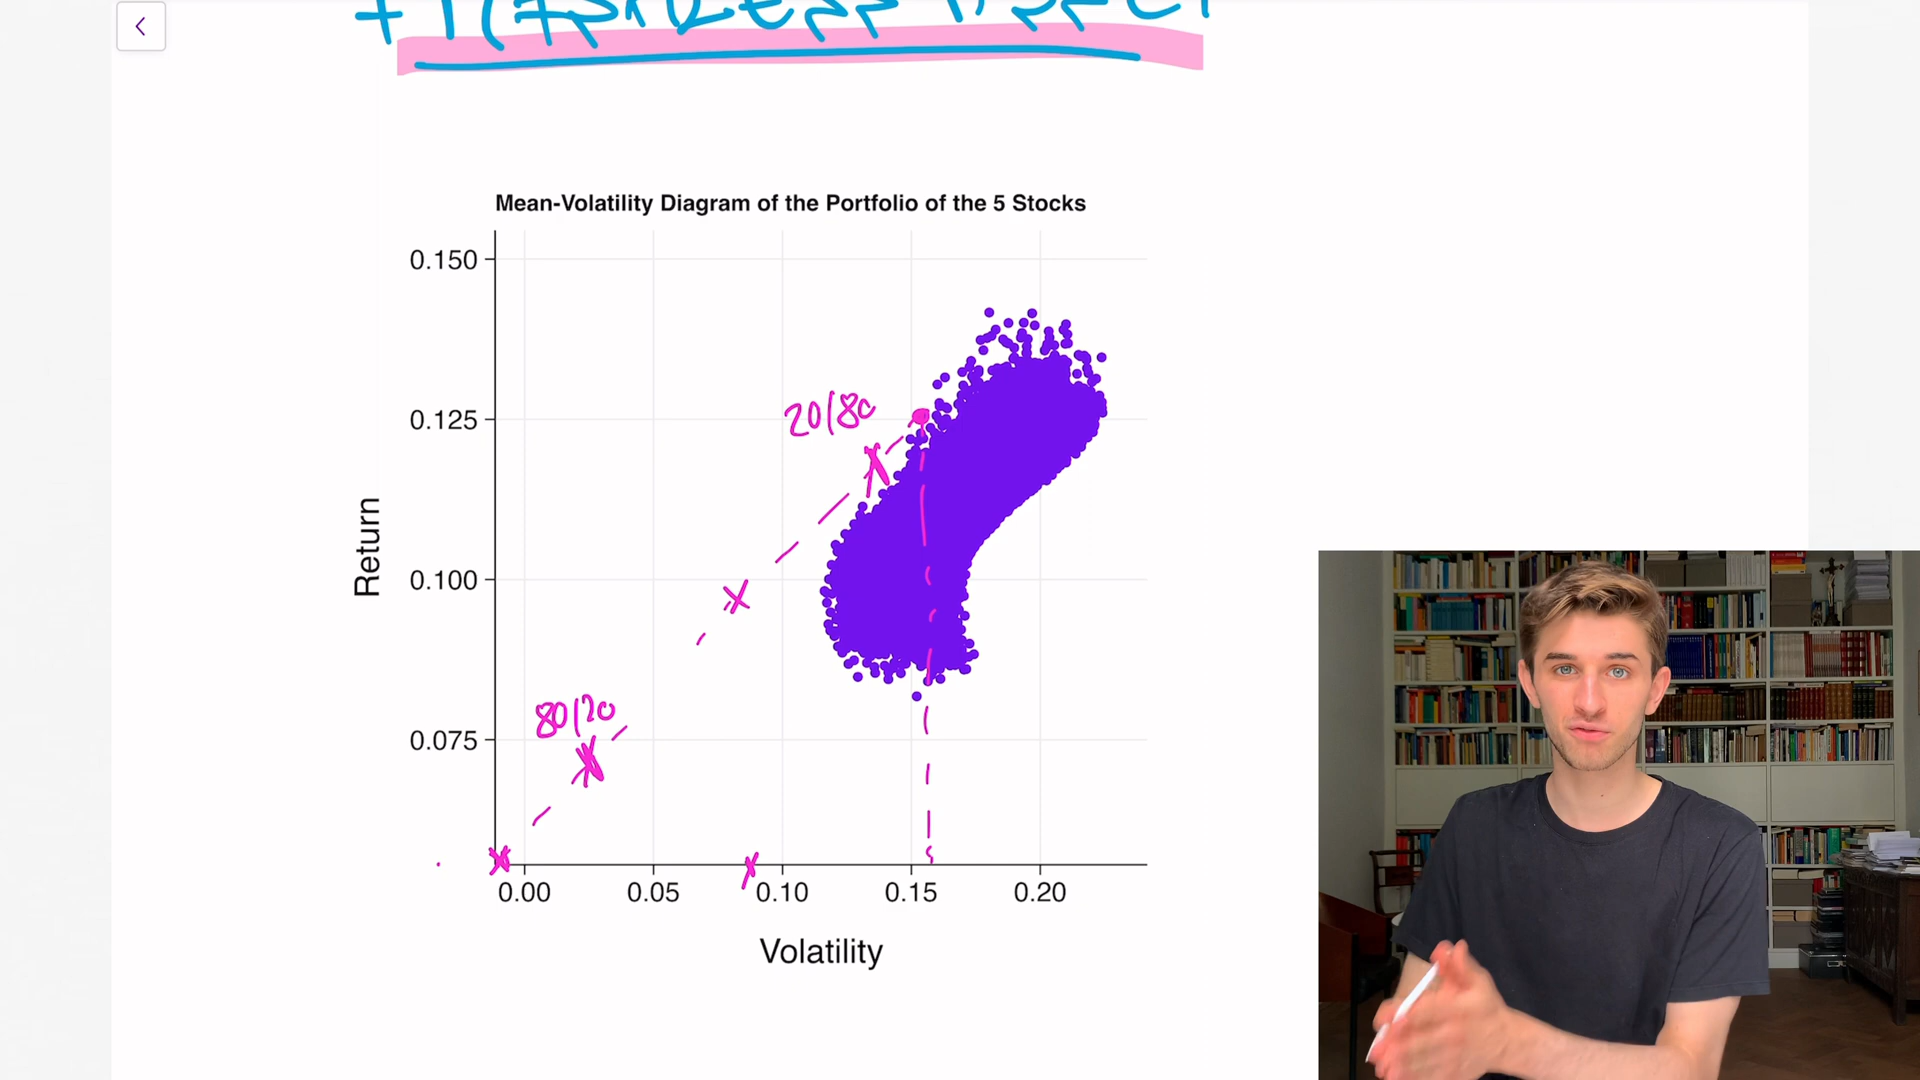 Mean-Volatility Diagram of the Portfolio of the 5 Stocks
0.150
20/80
0.125
Return
0.100
80/20
0.075
0.00 0.05 0.10 0.15 0.20
Volatility